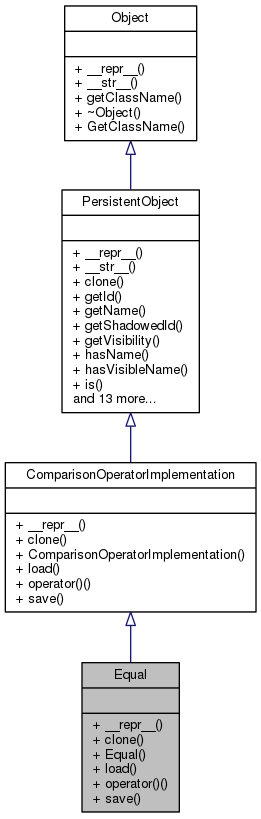 Object
+ __repr__()
+ __str__()
+ getClassName()
+ ~Object()
+ GetClassName()
PersistentObject
+ __repr__()
+ __str__()
+ clone()
+ getId()
+ getName()
+ getShadowedId()
+ getVisibility()
+ hasName()
+ hasVisibleName()
+ is()
and 13 more...
ComparisonOperatorImplementation
+ __repr__()
+ clone()
+ ComparisonOperatorImplementation()
+ load()
+ operator()()
+ save()
Equal
+ __repr__()
+ clone()
+ Equal()
+ load()
+ operator()()
+ save()